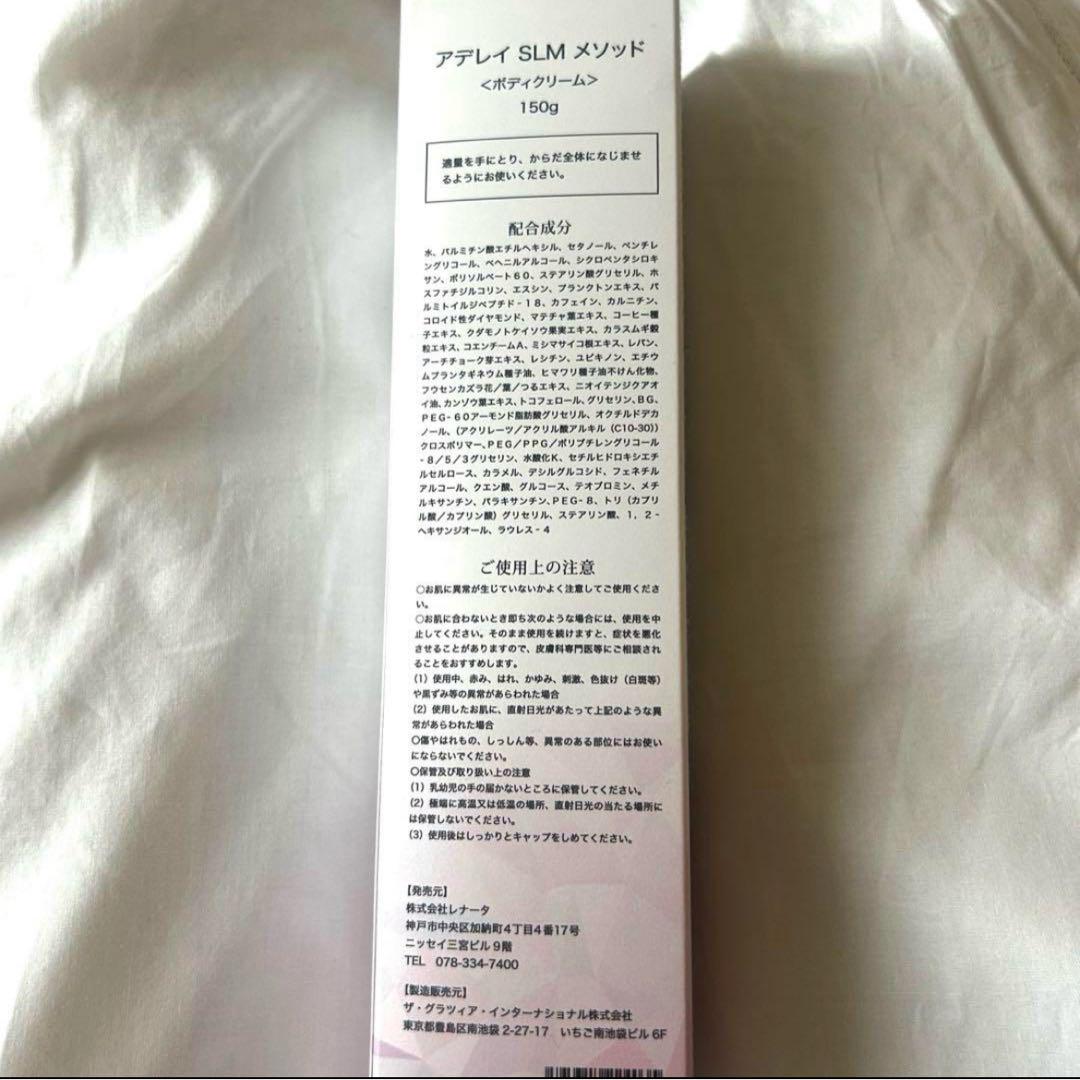 アデレイ SLM メソッド
＜ボディクリーム＞
150g
適量を手にとり、からだ全体になじませ
るようにお使いください。
配合成分
水、パルミチン酸エチルヘキシル、セタノール、ペンチレ
ングリコール、ベヘニルアルコール、シクロペンタシロキ
サン、ポリソルベート６０、ステアリン酸グリセリル、ホ
スファチジルコリン、エスシン、プランクトンエキス、パ
ルミトイルジペプチド-１８、カフェイン、カルニチン、
コロイド性ダイヤモンド、マテチャ葉エキス、コーヒー種
子エキス、クダモノトケイソウ果実エキス、カラスムギ穀
粒エキス、コエンチームＡ、ミシマサイコ根エキス、レパン、
アーチチョーク芽エキス、レシチン、ユビキノン、エチウ
ムプランタギネウム種子油、ヒマワリ種子油不けん化物、
フウセンカズラ花／葉／つるエキス、ニオイテンジクアオ
イ油、カンゾウ葉エキス、トコフェロール、グリセリン、ＢＧ、
ＰＥＧ-６０アーモンド脂肪酸グリセリル、オクチルドデカ
ノール、（アクリレーツ／アクリル酸アルキル（C10-30））
クロスポリマー、ＰＥＧ／ＰＰＧ／ポリブチレングリコール
-８／５／３グリセリン、水酸化Ｋ、セチルヒドロキシエチ
ルセルロース、カラメル、デシルグルコシド、フェネチル
アルコール、クエン酸、グルコース、テオブロミン、メチ
ルキサンチン、パラキサンチン、ＰＥＧ-８、トリ（カプリ
ル酸／カプリン酸）グリセリル、ステアリン酸、１，２-
ヘキサンジオール、ラウレス-４
ご使用上の注意
〇お肌に異常が生じていないかよく注意してご使用くださ
い。
〇お肌に合わないとき即ち次のような場合には、使用を中
止してください。そのまま使用を続けますと、症状を悪化
させることがありますので、皮膚科専門医等にご相談され
ることをおすすめします。
（１）使用中、赤み、はれ、かゆみ、刺激、色抜け（白斑等）
や黒ずみ等の異常があらわれた場合
（２）使用したお肌に、直射日光があたって上記のような異
常があらわれた場合
〇傷やはれもの、しっしん等、異常のある部位にはお使い
にならないでください。
〇保管及び取り扱い上の注意
（１）乳幼児の手の届かないところに保管してください。
（２）極端に高温又は低温の場所、直射日光の当たる場所に
は保管しないでください。
（３）使用後はしっかりとキャップをしめてください。
【発売元】
株式会社レナータ
神戸市中央区加納町４丁目４番17号
ニッセイ三宮ビル９階
TEL 078-334-7400
【製造販売元】
ザ・グラツィア・インターナショナル株式会社
東京都豊島区南池袋 2-27-17 いちご南池袋ビル 6F